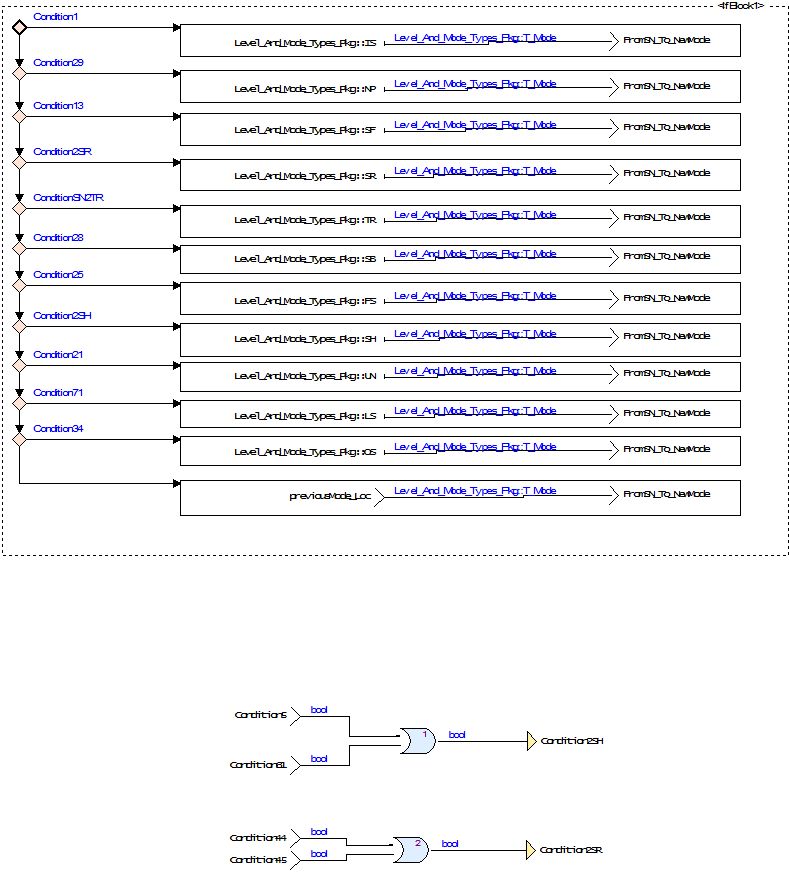 <IfBlock1>
Condition1
Level_And_Mode_Types_Pkg::IS Level_And_Mode_Types_Pkg::T_Mode FromSN_To_NewMode
Condition29
Level_And_Mode_Types_Pkg::NP Level_And_Mode_Types_Pkg::T_Mode FromSN_To_NewMode
Condition13
Level_And_Mode_Types_Pkg::SF Level_And_Mode_Types_Pkg::T_Mode FromSN_To_NewMode
Condition2SR
Level_And_Mode_Types_Pkg::SR Level_And_Mode_Types_Pkg::T_Mode FromSN_To_NewMode
ConditionSN2TR
Level_And_Mode_Types_Pkg::TR Level_And_Mode_Types_Pkg::T_Mode FromSN_To_NewMode
Condition28
Level_And_Mode_Types_Pkg::SB Level_And_Mode_Types_Pkg::T_Mode FromSN_To_NewMode
Condition25
Level_And_Mode_Types_Pkg::FS Level_And_Mode_Types_Pkg::T_Mode FromSN_To_NewMode
Condition2SH
Level_And_Mode_Types_Pkg::SH Level_And_Mode_Types_Pkg::T_Mode FromSN_To_NewMode
Condition21
Level_And_Mode_Types_Pkg::UN Level_And_Mode_Types_Pkg::T_Mode FromSN_To_NewMode
Condition71
Level_And_Mode_Types_Pkg::LS Level_And_Mode_Types_Pkg::T_Mode FromSN_To_NewMode
Condition34
Level_And_Mode_Types_Pkg::OS Level_And_Mode_Types_Pkg::T_Mode FromSN_To_NewMode
previousMode_Loc Level_And_Mode_Types_Pkg::T_Mode FromSN_To_NewMode
Condition5 bool
1 bool Condition2SH
Condition61 bool
Condition44 bool
2 bool Condition2SR
Condition45 bool